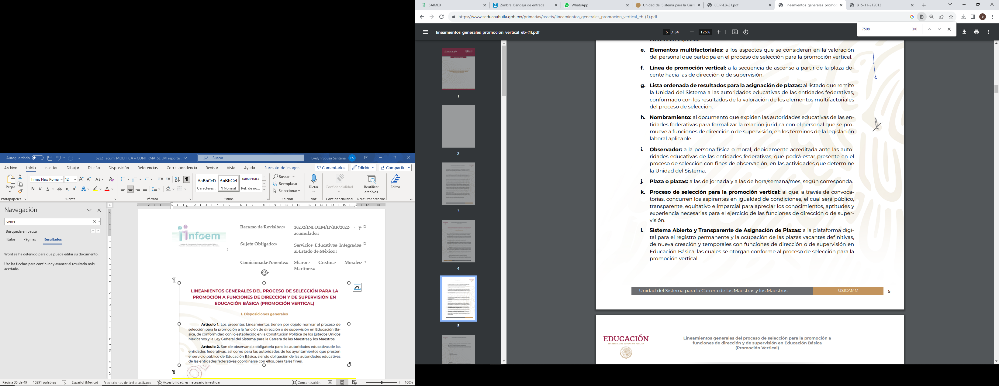 Autoguardado
16232 _acum_MODIFICA y CONFIRMA_SEIEM_reporte...
Buscar
Evelyn Souza Santana
ES
Archivo
Inicio
Insertar
Dibujar
Diseño
Disposición
Referencias
Correspondencia
Revisar
Vista
Ayuda
Formato de imagen
Comentarios
Edición
Compartir
Pegar
Times New Roma
12
AaBbCcD
AaBbCcI
AaBbCcDdEe
Caracteres...
¶ Normal
Ref. de no...
Buscar
Reemplazar
Seleccionar
Dictar
Confidencialidad
Reutilizar
archivos
Editor
Portapapeles
Fuente
Párrafo
Estilos
Edición
Voz
Confidencialidad
Reutilizar archivos
Navegación
cierre
Búsqueda en pausa
Títulos
Páginas
Resultados
Word se ha detenido para que pueda editar su documento.
Use las flechas para continuar y avanzar al resultado más
acertado.
infoem
Recurso·de·Revisión:¤
16232/INFOEM/IP/RR/2022· · y·¤
acumulado¤
Sujeto·Obligado:¤
Servicios· Educativos· Integrados·¤
al·Estado·de·México¤
Comisionada·Ponente:¤
Sharon· Cristina· Morales·¤
Martínez¤
¶
LINEAMIENTOS GENERALES DEL PROCESO DE SELECCIÓN PARA LA
PROMOCIÓN A FUNCIONES DE DIRECCIÓN Y DE SUPERVISIÓN EN
EDUCACIÓN BÁSICA (PROMOCIÓN VERTICAL)
I. Disposiciones generales
Artículo 1. Los presentes Lineamientos tienen por objeto normar el proceso de
selección para la promoción a la función de dirección o de supervisión en Educación Bá-
sica, de conformidad con lo establecido en la Constitución Política de los Estados Unidos
Mexicanos y la Ley General del Sistema para la Carrera de las Maestras y los Maestros.
Artículo 2. Son de observancia obligatoria para las autoridades educativas de las
entidades federativas, así como para las autoridades de los ayuntamientos que presten
el servicio público de Educación Básica, siendo obligación de las autoridades educativas
de las entidades federativas coordinarse con ellos, para tales fines.
¶
¶
Página 35 de 49
10291 palabras
Español (México)
Predicciones de texto: activado
Accesibilidad: es necesario investigar
Concentración
100%
SAIMEX
Zimbra: Bandeja de entrada
WhatsApp
Unidad del Sistema para la Carre
COP-EB-21.pdf
lineamientos_generales_promoc
B15-11-2T2013
https://www.seducoahuila.gob.mx/primarias/assets/lineamientos_generales_promocion_vertical_eb-(1).pdf
lineamientos_generales_promocion_vertical_eb-(1).pdf
5 / 34
125%
7508
0/0
1
2
3
4
5
e. Elementos multifactoriales: a los aspectos que se consideran en la valoración
del personal que participa en el proceso de selección para la promoción vertical.
f. Línea de promoción vertical: a la secuencia de ascenso a partir de la plaza do-
cente hacia las de dirección o de supervisión.
g. Lista ordenada de resultados para la asignación de plazas: al listado que remite
la Unidad del Sistema a las autoridades educativas de las entidades federativas,
conformado con los resultados de la valoración de los elementos multifactoriales
del proceso de selección.
h. Nombramiento: al documento que expiden las autoridades educativas de las en-
tidades federativas para formalizar la relación jurídica con el personal que se pro-
mueve a funciones de dirección o de supervisión, en los términos de la legislación
laboral aplicable.
i. Observador: a la persona física o moral, debidamente acreditada ante las auto-
ridades educativas de las entidades federativas, que podrá estar presente en el
proceso de selección con fines de observación, en las actividades que determine
la Unidad del Sistema.
j. Plaza o plazas: a las de jornada y a las de hora/semana/mes, según corresponda.
k. Proceso de selección para la promoción vertical: al que, a través de convoca-
torias, concurren los aspirantes en igualdad de condiciones, el cual será público,
transparente, equitativo e imparcial para apreciar los conocimientos, aptitudes y
experiencia necesarias para el ejercicio de las funciones de dirección o de super-
visión.
l. Sistema Abierto y Transparente de Asignación de Plazas: a la plataforma digi-
tal para el registro permanente y la ocupación de las plazas vacantes definitivas,
de nueva creación y temporales con funciones de dirección o de supervisión en
Educación Básica, las cuales se otorgan conforme al proceso de selección para la
promoción vertical.
Unidad del Sistema para la Carrera de las Maestras y los Maestros
USICAMM
5
EDUCACIÓN
SECRETARÍA DE EDUCACIÓN PÚBLICA
Lineamientos generales del proceso de selección para la promoción a
funciones de dirección y de supervisión en Educación Básica
(Promoción Vertical)